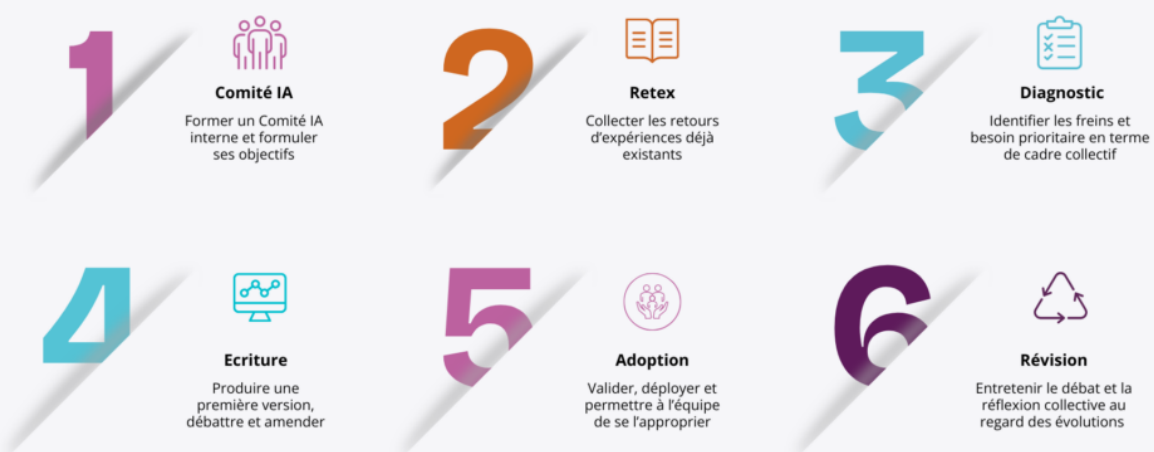 1
Comité IA
Former un Comité IA
interne et formuler
ses objectifs
2
Retex
Collecter les retours
d'expériences déjà
existants
3
Diagnostic
Identifier les freins et
besoin prioritaire en terme
de cadre collectif
4
Ecriture
Produire une
première version,
débattre et amender
5
Adoption
Valider, déployer et
permettre à l'équipe
de se l'approprier
6
Révision
Entretenir le débat et la
réflexion collective au
regard des évolutions